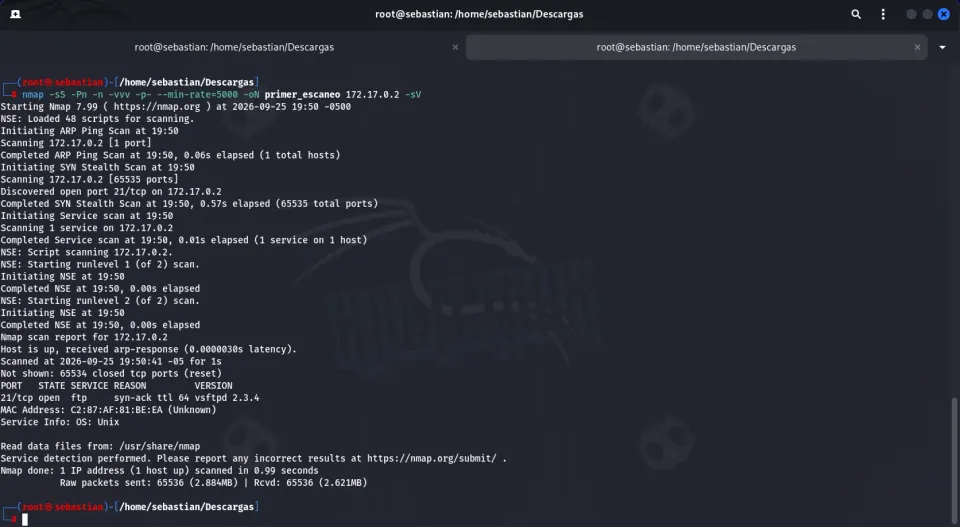 root@sebastian: /home/sebastian/Descargas
root@sebastian: /home/sebastian/Descargas × root@sebastian: /home/sebastian/Descargas ×
┌──(root㉿sebastian)-[/home/sebastian/Descargas]
└─# nmap -sS -Pn -n -vvv -p- --min-rate=5000 -oN primer_escaneo 172.17.0.2 -sV
Starting Nmap 7.99 ( https://nmap.org ) at 2026-09-25 19:50 -0500
NSE: Loaded 48 scripts for scanning.
Initiating ARP Ping Scan at 19:50
Scanning 172.17.0.2 [1 port]
Completed ARP Ping Scan at 19:50, 0.06s elapsed (1 total hosts)
Initiating SYN Stealth Scan at 19:50
Scanning 172.17.0.2 [65535 ports]
Discovered open port 21/tcp on 172.17.0.2
Completed SYN Stealth Scan at 19:50, 0.57s elapsed (65535 total ports)
Initiating Service scan at 19:50
Scanning 1 service on 172.17.0.2
Completed Service scan at 19:50, 0.01s elapsed (1 service on 1 host)
NSE: Script scanning 172.17.0.2.
NSE: Starting runlevel 1 (of 2) scan.
Initiating NSE at 19:50
Completed NSE at 19:50, 0.00s elapsed
NSE: Starting runlevel 2 (of 2) scan.
Initiating NSE at 19:50
Completed NSE at 19:50, 0.00s elapsed
Nmap scan report for 172.17.0.2
Host is up, received arp-response (0.0000030s latency).
Scanned at 2026-09-25 19:50:41 -05 for 1s
Not shown: 65534 closed tcp ports (reset)
PORT   STATE SERVICE REASON         VERSION
21/tcp open  ftp     syn-ack ttl 64 vsftpd 2.3.4
MAC Address: C2:87:AF:81:BE:EA (Unknown)
Service Info: OS: Unix
Read data files from: /usr/share/nmap
Service detection performed. Please report any incorrect results at https://nmap.org/submit/ .
Nmap done: 1 IP address (1 host up) scanned in 0.99 seconds
           Raw packets sent: 65536 (2.884MB) | Rcvd: 65536 (2.621MB)
┌──(root㉿sebastian)-[/home/sebastian/Descargas]
└─#